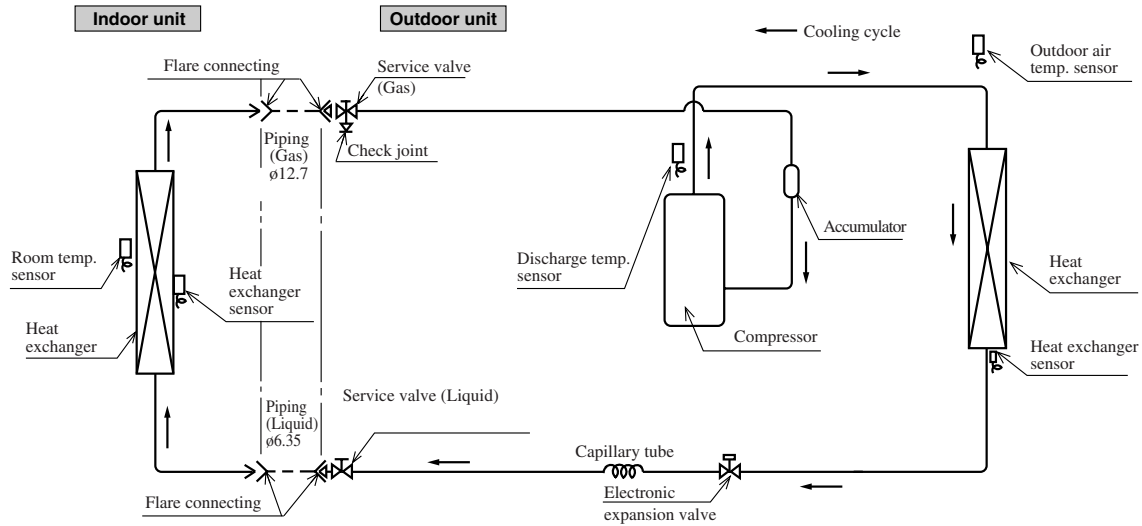 Indoor unit
Outdoor unit
Cooling cycle
Outdoor air
temp. sensor
Flare connecting
Service valve
(Gas)
Piping
(Gas)
ø12.7
Check joint
Room temp.
sensor
Heat
exchanger
sensor
Heat
exchanger
Discharge temp.
sensor
Accumulator
Compressor
Heat
exchanger
Heat exchanger
sensor
Piping
(Liquid)
ø6.35
Service valve (Liquid)
Capillary tube
Flare connecting
Electronic
expansion valve